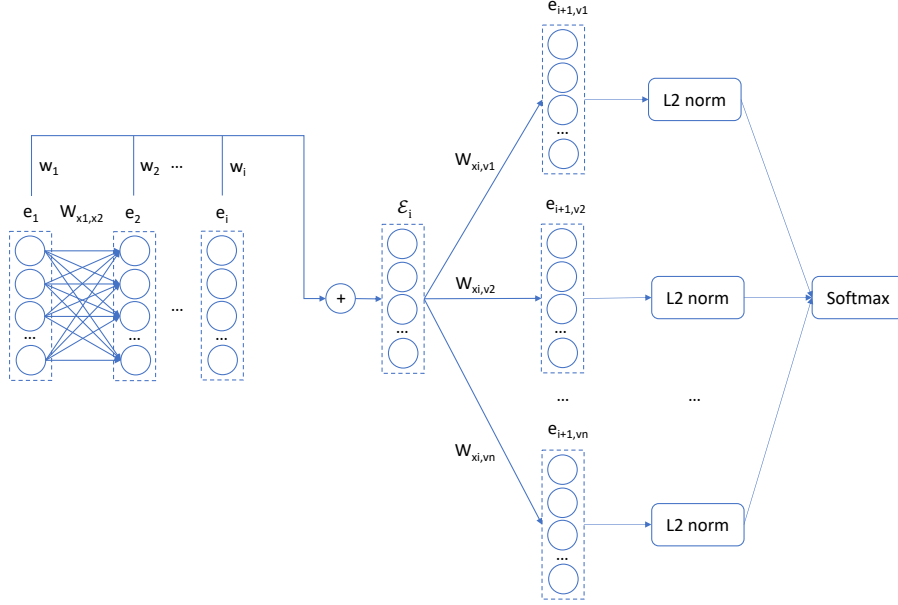 e_{i+1,v1}
L2 norm
w_1
w_2
...
w_i
W_{xi,v1}
...
e_1
W_{x1,x2}
e_2
e_i
ℰ_i
e_{i+1,v2}
W_{xi,v2}
L2 norm
Softmax
+
...
...
...
...
...
...
...
...
W_{xi,vn}
e_{i+1,vn}
L2 norm
...